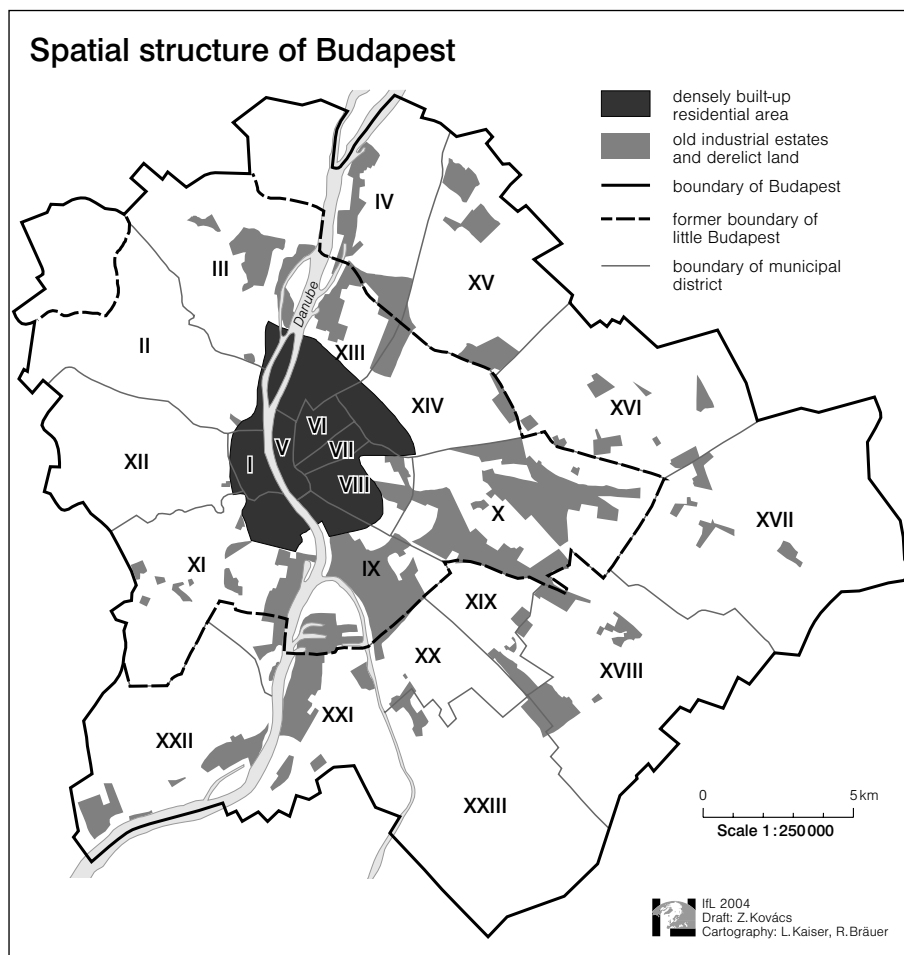 Spatial structure of Budapest
densely built-up
residential area
old industrial estates
and derelict land
boundary of Budapest
former boundary of
little Budapest
boundary of municipal
district
IV
III
XV
Danube
II
XIII
XIV
XVI
VI
V
VII
XII
I
VIII
X
XVII
XI
IX
XIX
XX
XVIII
XXI
XXII
XXIII
0 5 km
Scale 1:250 000
IfL 2004
Draft: Z. Kovács
Cartography: L. Kaiser, R. Bräuer